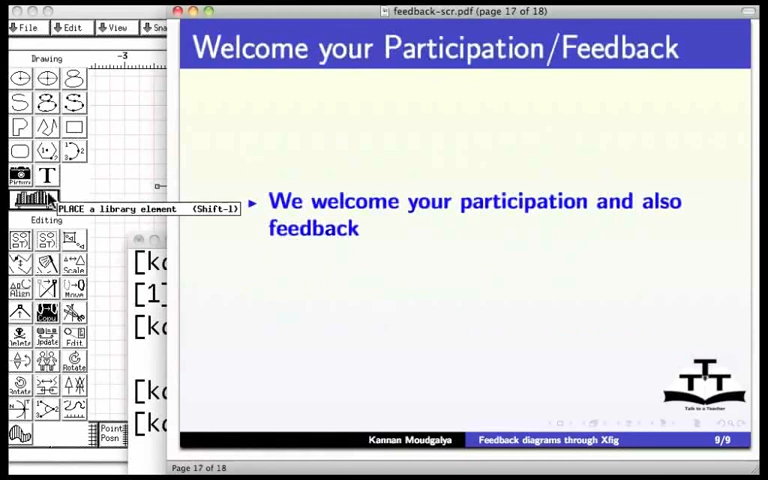 feedback-scr.pdf (page 17 of 18)
File Edit View
Drawing
-3
Welcome your Participation/Feedback
We welcome your participation and also
feedback
PLACE a library element (Shift-l)
Editing
Scale
Align Move
Copy
Delete Update Edit
Rotate
Rotate
[1]
Point
Posn
Talk to a Teacher
Kannan Moudgalya Feedback diagrams through Xfig 9/9
Page 17 of 18